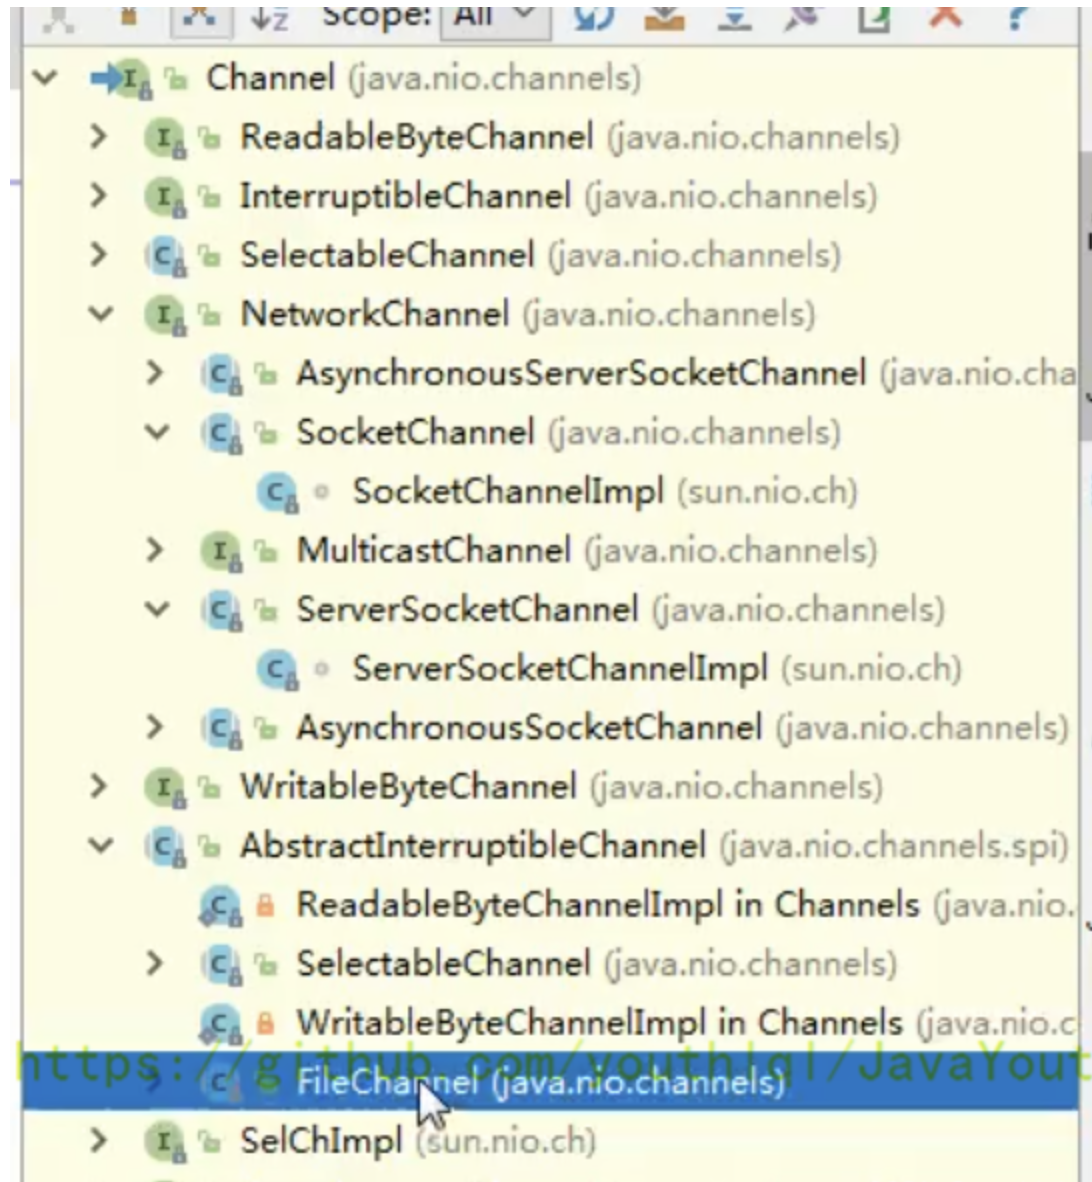 Scope: All
Channel (java.nio.channels)
ReadableByteChannel (java.nio.channels)
InterruptibleChannel (java.nio.channels)
SelectableChannel (java.nio.channels)
NetworkChannel (java.nio.channels)
AsynchronousServerSocketChannel (java.nio.cha
SocketChannel (java.nio.channels)
SocketChannelImpl (sun.nio.ch)
MulticastChannel (java.nio.channels)
ServerSocketChannel (java.nio.channels)
ServerSocketChannelImpl (sun.nio.ch)
AsynchronousSocketChannel (java.nio.channels)
WritableByteChannel (java.nio.channels)
AbstractInterruptibleChannel (java.nio.channels.spi)
ReadableByteChannelImpl in Channels (java.nio.
SelectableChannel (java.nio.channels)
WritableByteChannelImpl in Channels (java.nio.c
https://github.com/youthlql/JavaYout
FileChannel (java.nio.channels)
SelChImpl (sun.nio.ch)